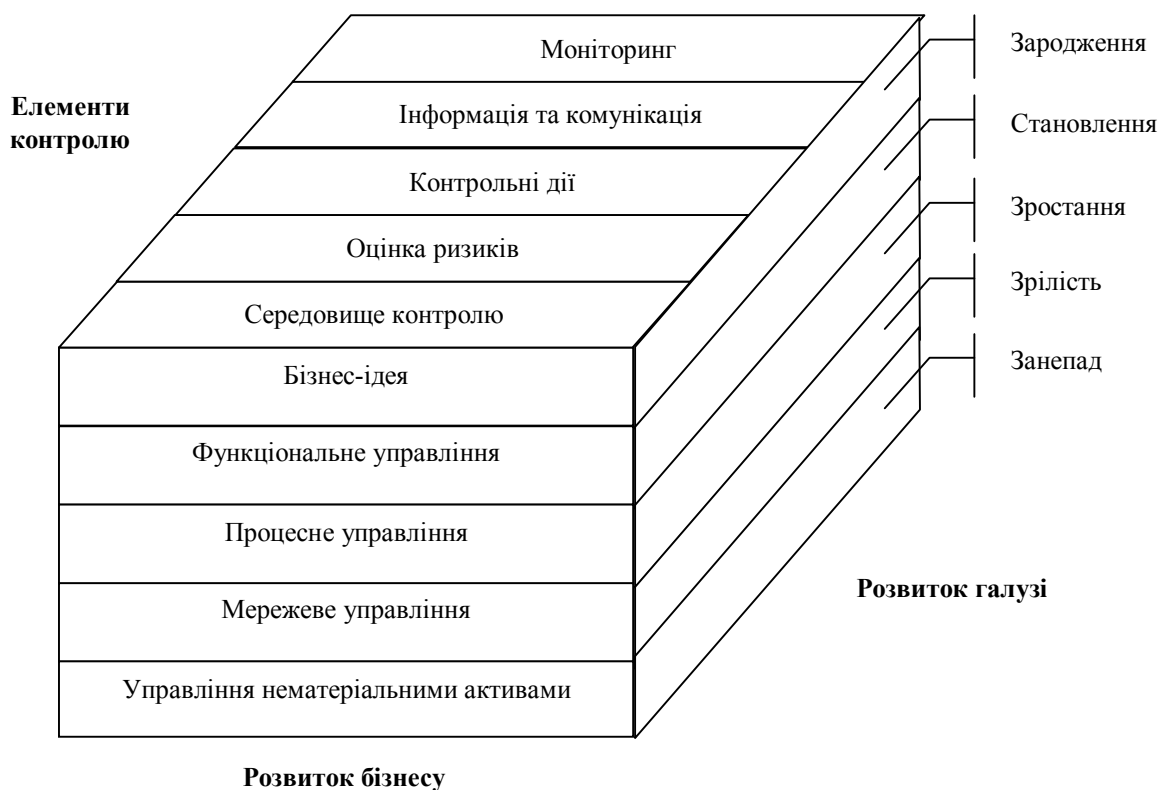 Моніторинг
Зародження
Елементи
контролю
Інформація та комунікація
Становлення
Контрольні дії
Зростання
Оцінка ризиків
Зрілість
Середовище контролю
Занепад
Бізнес-ідея
Функціональне управління
Процесне управління
Розвиток галузі
Мережеве управління
Управління нематеріальними активами
Розвиток бізнесу